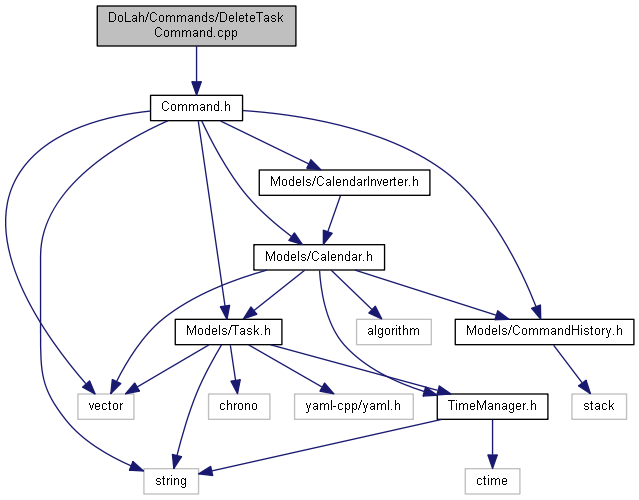 DoLah/Commands/DeleteTask
Command.cpp
Command.h
Models/CalendarInverter.h
Models/Calendar.h
Models/Task.h
algorithm
Models/CommandHistory.h
vector
chrono
yaml-cpp/yaml.h
TimeManager.h
stack
string
ctime